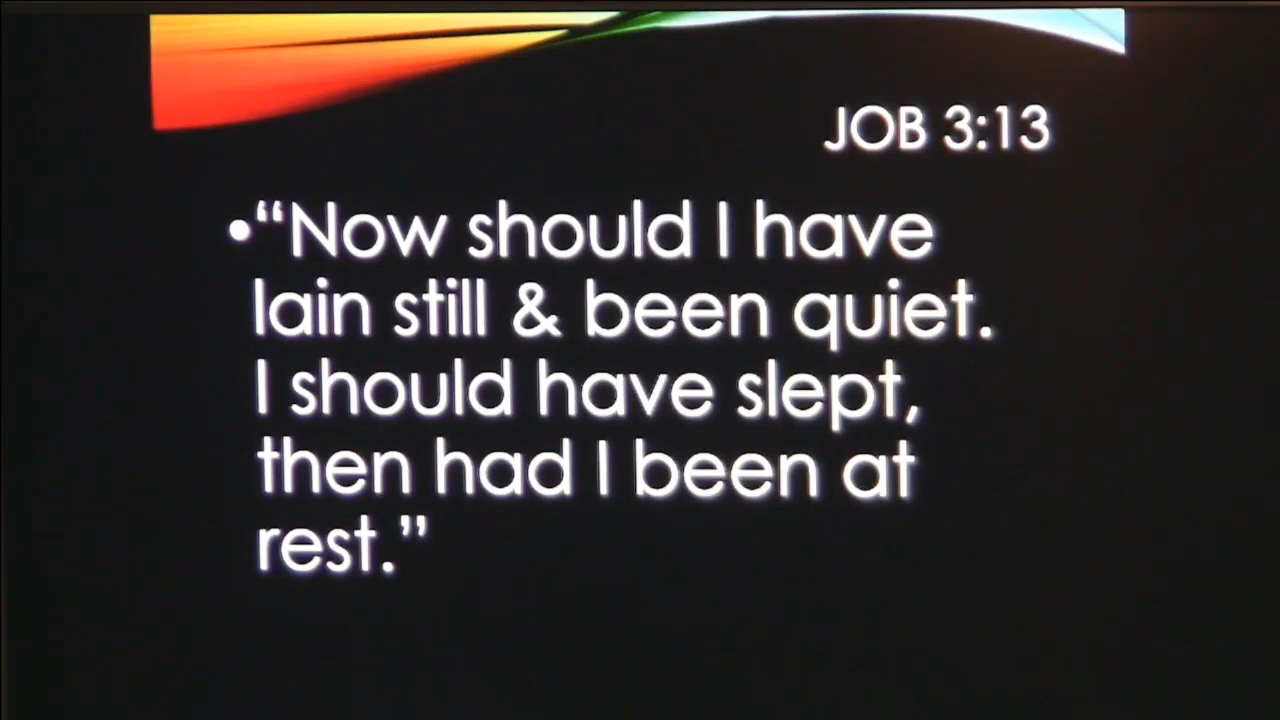 JOB 3:13
•“Now should I have
lain still & been quiet.
I should have slept,
then had I been at
rest.”